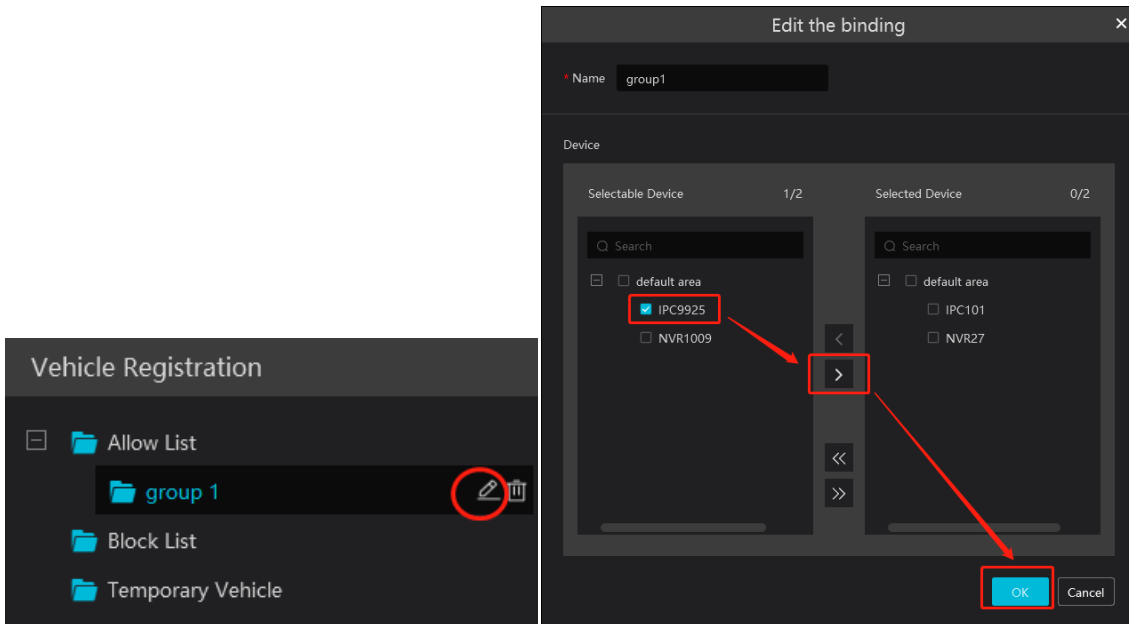 Vehicle Registration
Allow List
group 1
Block List
Temporary Vehicle
Edit the binding
* Name group1
Device
Selectable Device 1/2
Search
default area
IPC9925
NVR1009
Selected Device 0/2
Search
default area
IPC101
NVR27
OK Cancel